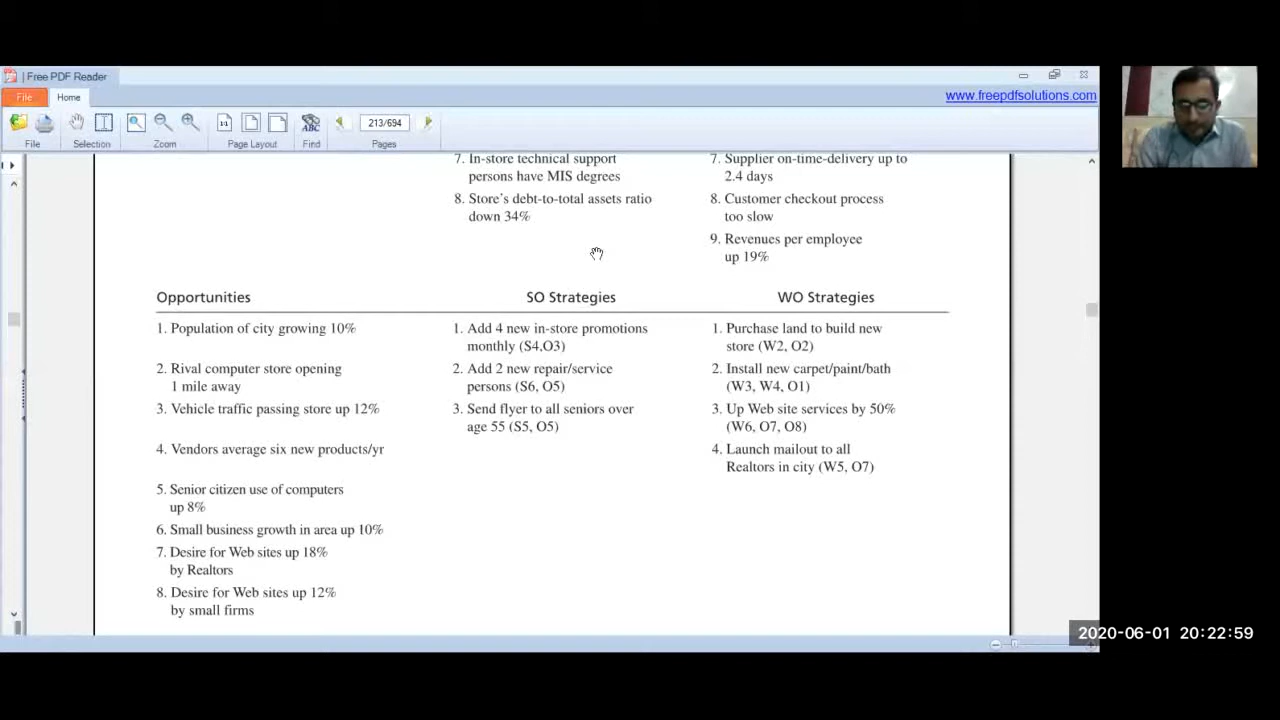 Free PDF Reader
File
Home
www.freepdfsolutions.com
1:1
ABC
213/694
File
Selection
Zoom
Page Layout
Find
Pages
7. In-store technical support
persons have MIS degrees
8. Store's debt-to-total assets ratio
down 34%
7. Supplier on-time-delivery up to
2.4 days
8. Customer checkout process
too slow
9. Revenues per employee
up 19%
Opportunities
1. Population of city growing 10%
2. Rival computer store opening
1 mile away
3. Vehicle traffic passing store up 12%
4. Vendors average six new products/yr
5. Senior citizen use of computers
up 8%
6. Small business growth in area up 10%
7. Desire for Web sites up 18%
by Realtors
8. Desire for Web sites up 12%
by small firms
SO Strategies
1. Add 4 new in-store promotions
monthly (S4,O3)
2. Add 2 new repair/service
persons (S6, O5)
3. Send flyer to all seniors over
age 55 (S5, O5)
WO Strategies
1. Purchase land to build new
store (W2, O2)
2. Install new carpet/paint/bath
(W3, W4, O1)
3. Up Web site services by 50%
(W6, O7, O8)
4. Launch mailout to all
Realtors in city (W5, O7)
2020-06-01 20:22:59